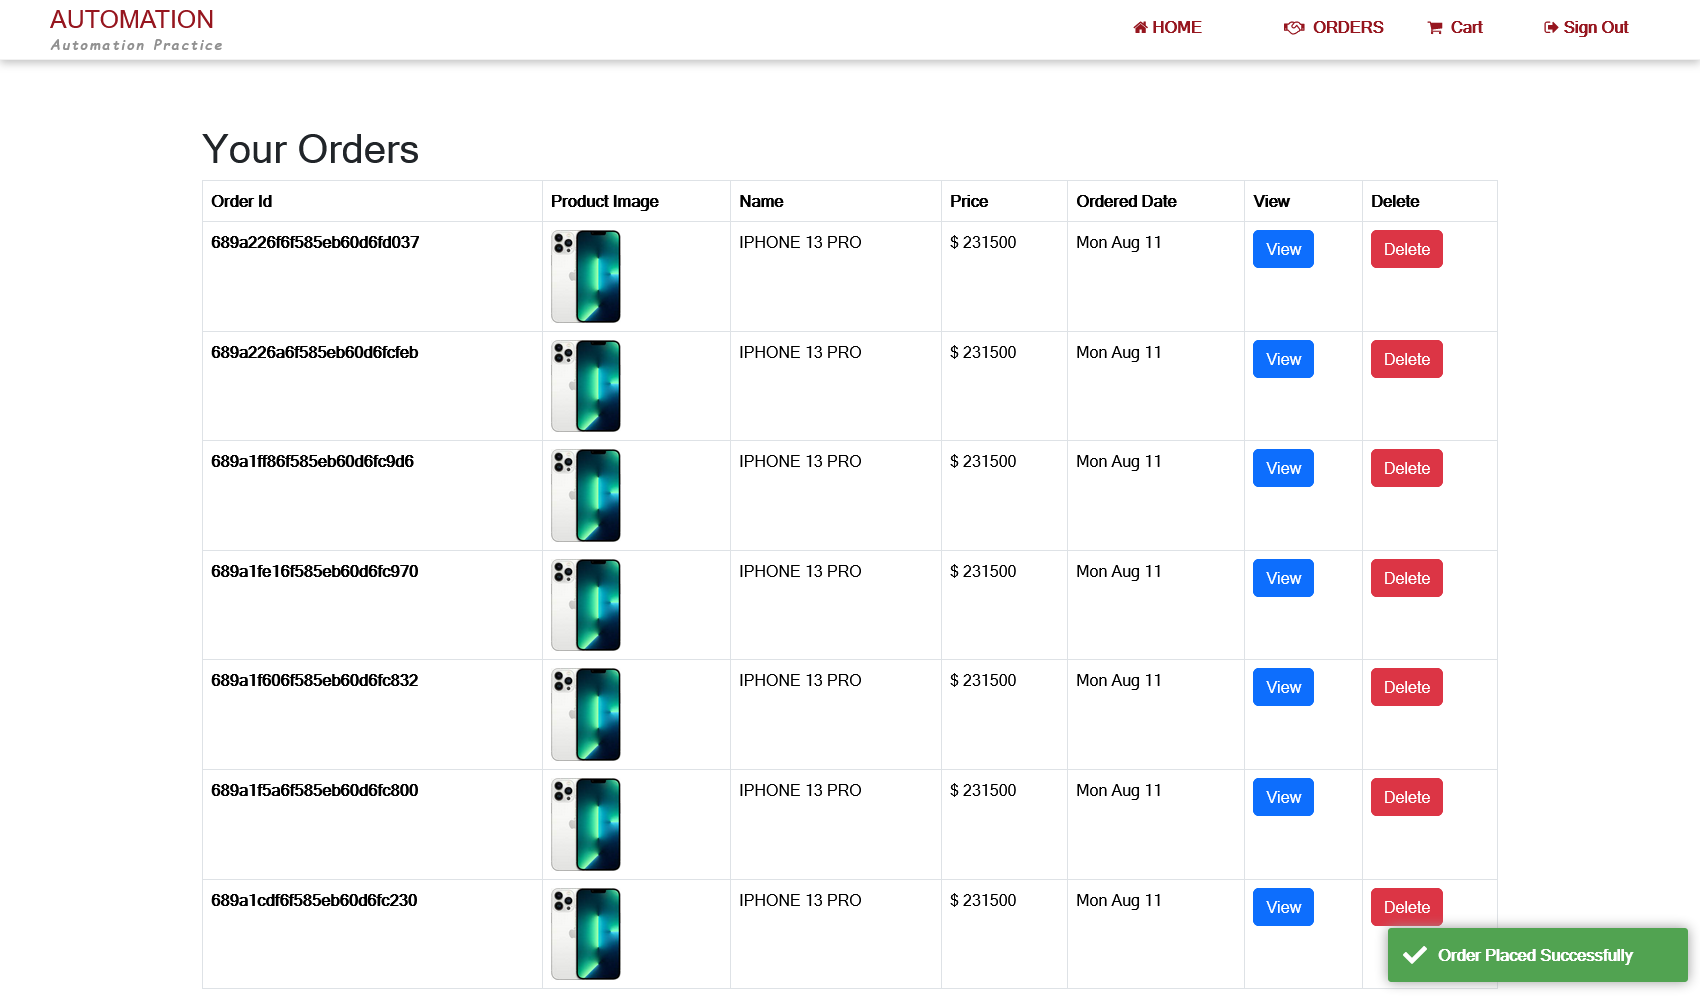 AUTOMATION
Automation Practice
HOME ORDERS Cart Sign Out
Your Orders
Order Id Product Image Name Price Ordered Date View Delete
689a226f6f585eb60d6fd037 IPHONE 13 PRO $ 231500 Mon Aug 11 View Delete
689a226a6f585eb60d6fcfeb IPHONE 13 PRO $ 231500 Mon Aug 11 View Delete
689a1ff86f585eb60d6fc9d6 IPHONE 13 PRO $ 231500 Mon Aug 11 View Delete
689a1fe16f585eb60d6fc970 IPHONE 13 PRO $ 231500 Mon Aug 11 View Delete
689a1f606f585eb60d6fc832 IPHONE 13 PRO $ 231500 Mon Aug 11 View Delete
689a1f5a6f585eb60d6fc800 IPHONE 13 PRO $ 231500 Mon Aug 11 View Delete
689a1cdf6f585eb60d6fc230 IPHONE 13 PRO $ 231500 Mon Aug 11 View Delete
Order Placed Successfully